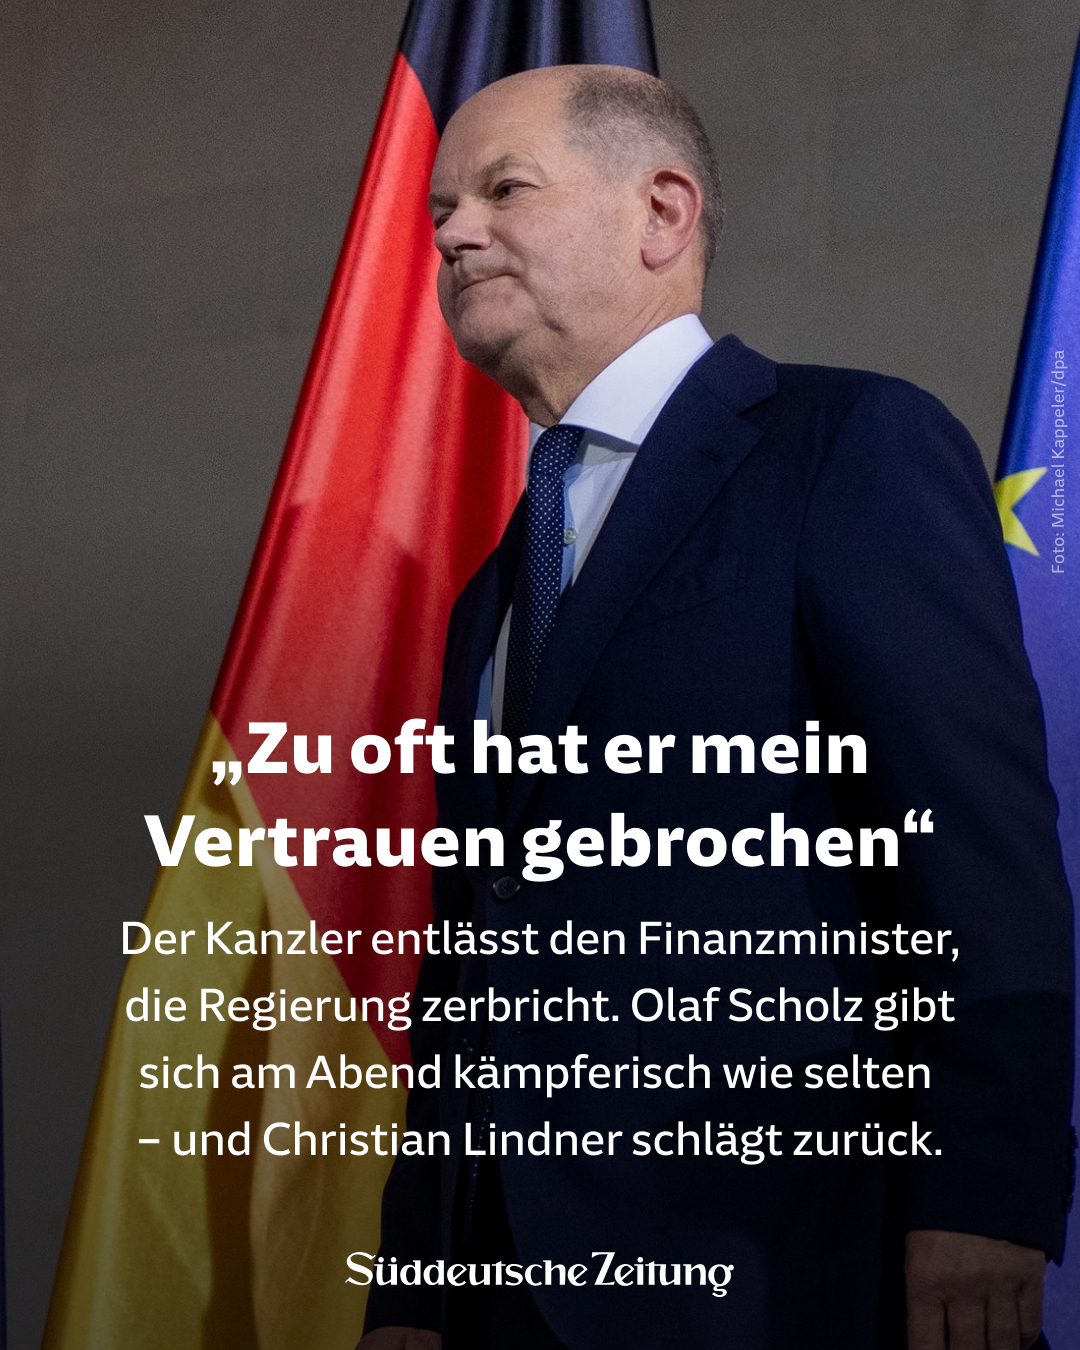 Foto: Michael Kappeler/dpa
„Zu oft hat er mein
Vertrauen gebrochen“
Der Kanzler entlässt den Finanzminister,
die Regierung zerbricht. Olaf Scholz gibt
sich am Abend kämpferisch wie selten
– und Christian Lindner schlägt zurück.
Süddeutsche Zeitung